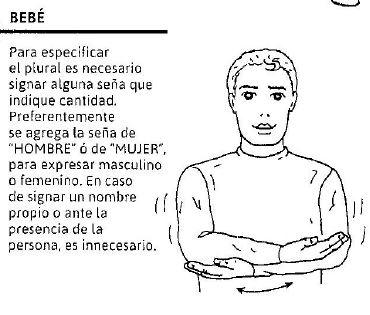 BEBÉ
Para especificar
el plural es necesario
signar alguna seña que
indique cantidad.
Preferentemente
se agrega la seña de
"HOMBRE" ó de "MUJER",
para expresar masculino
o femenino. En caso
de signar un nombre
propio o ante la
presencia de la
persona, es innecesario.